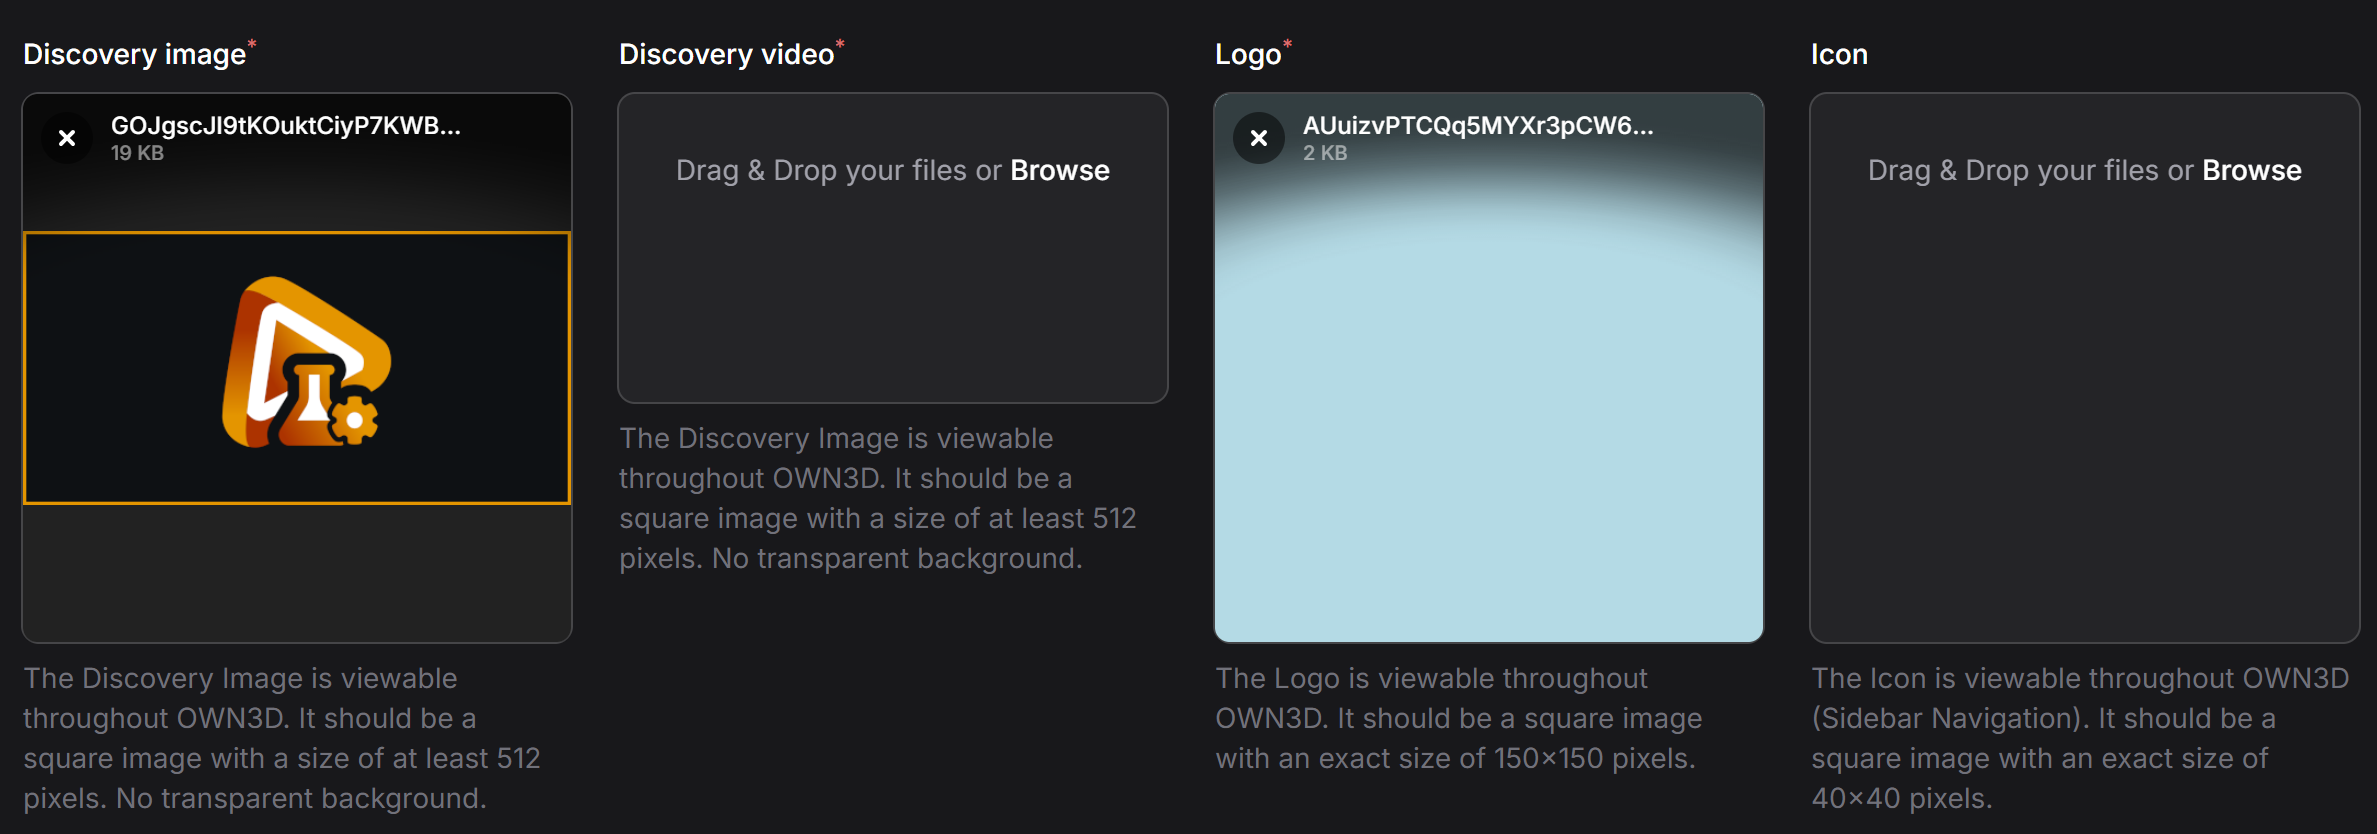 Discovery image*
GOJgscJI9tKOuktCiyP7KWB...
19 KB
The Discovery Image is viewable
throughout OWN3D. It should be a
square image with a size of at least 512
pixels. No transparent background.
Discovery video*
Drag & Drop your files or Browse
The Discovery Image is viewable
throughout OWN3D. It should be a
square image with a size of at least 512
pixels. No transparent background.
Logo*
AUuizvPTCQq5MYXr3pCW6...
2 KB
The Logo is viewable throughout
OWN3D. It should be a square image
with an exact size of 150×150 pixels.
Icon
Drag & Drop your files or Browse
The Icon is viewable throughout OWN3D
(Sidebar Navigation). It should be a
square image with an exact size of
40×40 pixels.